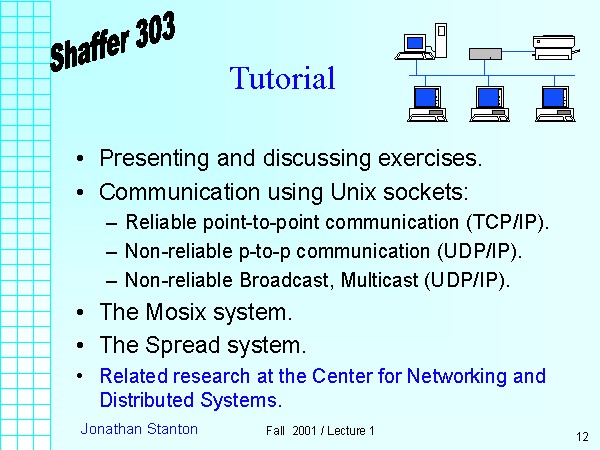 Shaffer 303
Tutorial
• Presenting and discussing exercises.
• Communication using Unix sockets:
– Reliable point-to-point communication (TCP/IP).
– Non-reliable p-to-p communication (UDP/IP).
– Non-reliable Broadcast, Multicast (UDP/IP).
• The Mosix system.
• The Spread system.
• Related research at the Center for Networking and
Distributed Systems.
Jonathan Stanton
Fall 2001 / Lecture 1
12